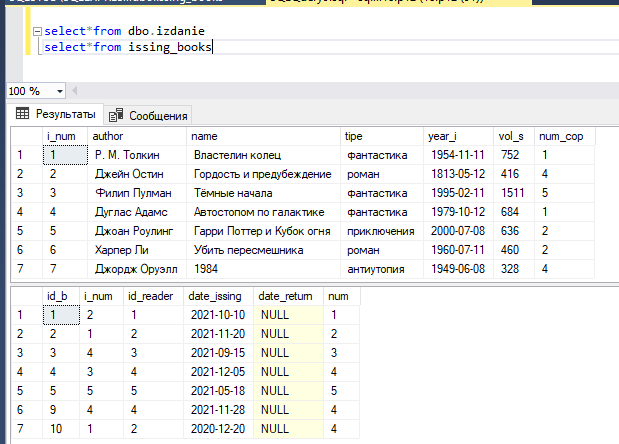 select*from dbo.izdanie
select*from issing_books
100 %
Результаты Сообщения
i_num author name tipe year_i vol_s num_cop
1 1 Р. М. Толкин Властелин колец фантастика 1954-11-11 752 1
2 2 Джейн Остин Гордость и предубеждение роман 1813-05-12 416 4
3 3 Филип Пулман Тёмные начала фантастика 1995-02-11 1511 5
4 4 Дуглас Адамс Автостопом по галактике фантастика 1979-10-12 684 1
5 5 Джоан Роулинг Гарри Поттер и Кубок огня приключения 2000-07-08 636 2
6 6 Харпер Ли Убить пересмешника роман 1960-07-11 460 2
7 7 Джордж Оруэлл 1984 антиутопия 1949-06-08 328 4
id_b i_num id_reader date_issing date_return num
1 1 2 1 2021-10-10 NULL 1
2 2 1 2 2021-11-20 NULL 2
3 3 4 3 2021-09-15 NULL 3
4 4 3 4 2021-12-05 NULL 4
5 5 5 5 2021-05-18 NULL 5
6 9 4 4 2021-11-28 NULL 4
7 10 1 2 2020-12-20 NULL 4